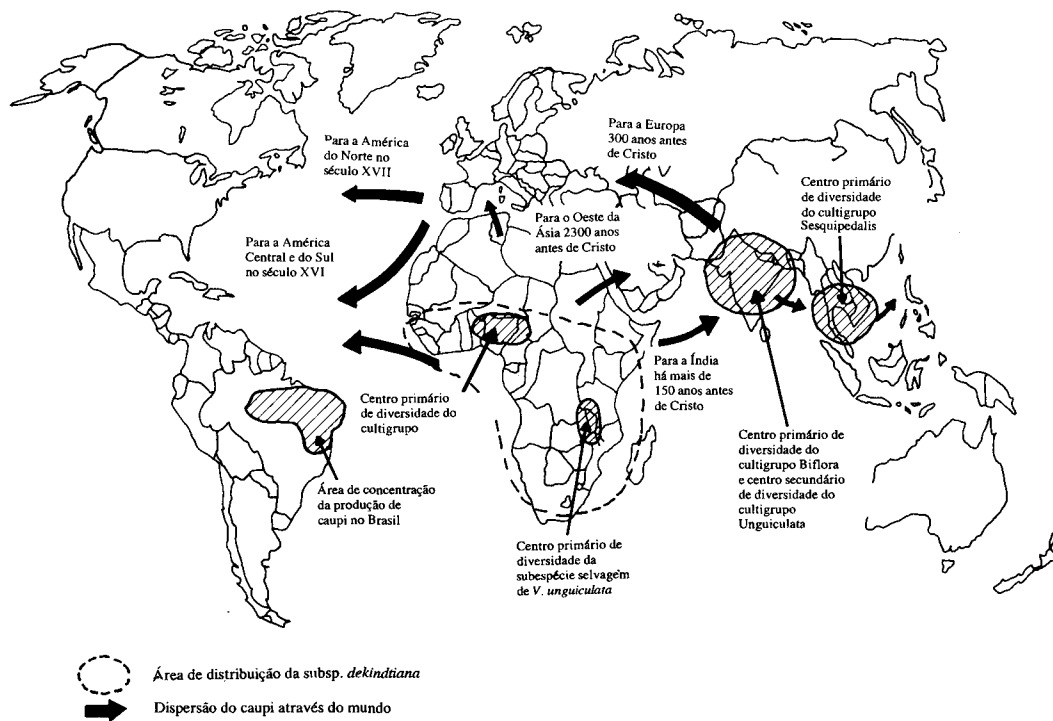 Para a América
do Norte no
século XVII
Para a Europa
300 anos antes
de Cristo
Centro primário
de diversidade
do cultigrupo
Sesquipedalis
Para o Oeste da
Ásia 2300 anos
antes de Cristo
Para a América
Central e do Sul
no século XVI
Para a Índia
há mais de
150 anos antes
de Cristo
Centro primário
de diversidade do
cultigrupo
Área de concentração
da produção de
caupi no Brasil
Centro primário de
diversidade da
subespécie selvagem
de V. unguiculata
Centro primário de
diversidade do
cultigrupo Biflora
e centro secundário
de diversidade do
cultigrupo
Unguiculata
Área de distribuição da subsp. dekindtiana
Dispersão do caupi através do mundo